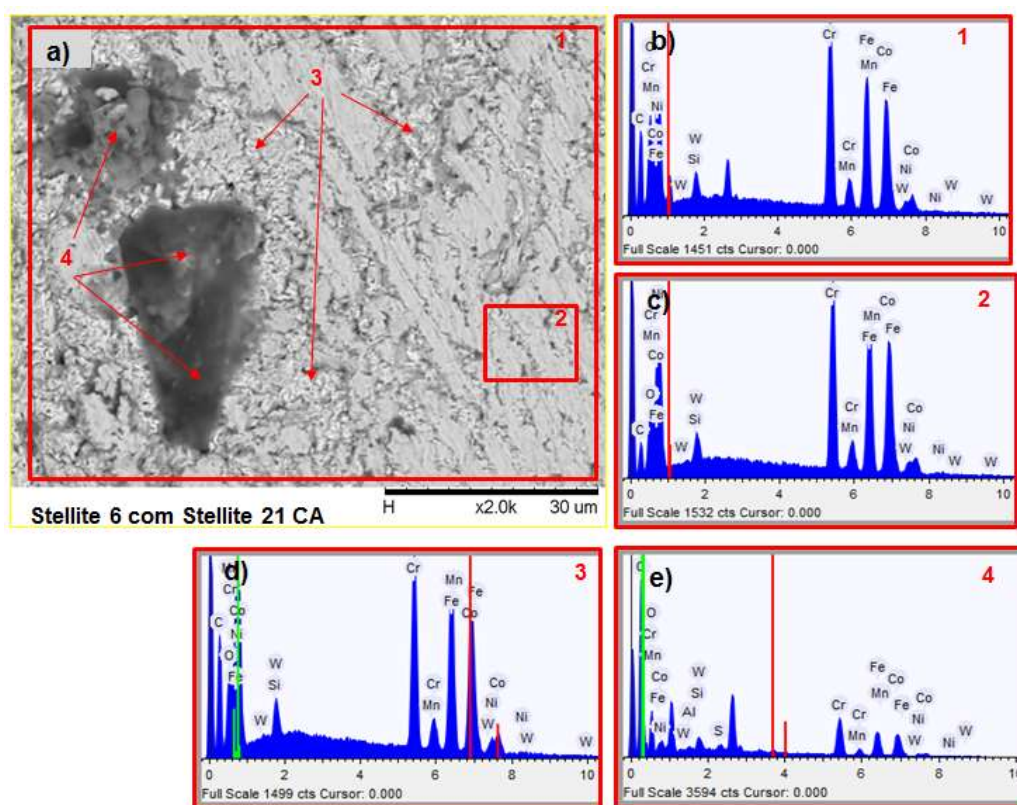 a)
1
3
4
2
H x2.0k 30 um
Stellite 6 com Stellite 21 CA
b)
1
Cr
Fe
Mn Co
Fe
O
Cr
Mn
Ni
C Co
Fe
W
W
Si
Cr
Mn
Co
Ni
W
Ni
W
W
0 2 4 6 8 10
Full Scale 1451 cts Cursor: 0.000
c)
2
Ni
Cr
Mn
Co
O
C Fe
W
W
Si
Cr
Cr
Mn
Mn
Fe
Co
Fe
Co
Ni
W
Ni
W
W
0 2 4 6 8 10
Full Scale 1532 cts Cursor: 0.000
d)
3
Cr
Co
C Ni
O
Fe
W
W
Si
Cr
Cr
Mn
Mn
Fe
Fe
Co
Co
Ni
W
Ni
W
W
0 2 4 6 8 10
Full Scale 1499 cts Cursor: 0.000
e)
4
O
Cr
Mn
Co
Fe
W
Si
Al
W
S
Cr
Cr
Mn
Fe
Mn
Co
Fe
Co
Ni
W
Ni
W
0 2 4 6 8 10
Full Scale 3594 cts Cursor: 0.000